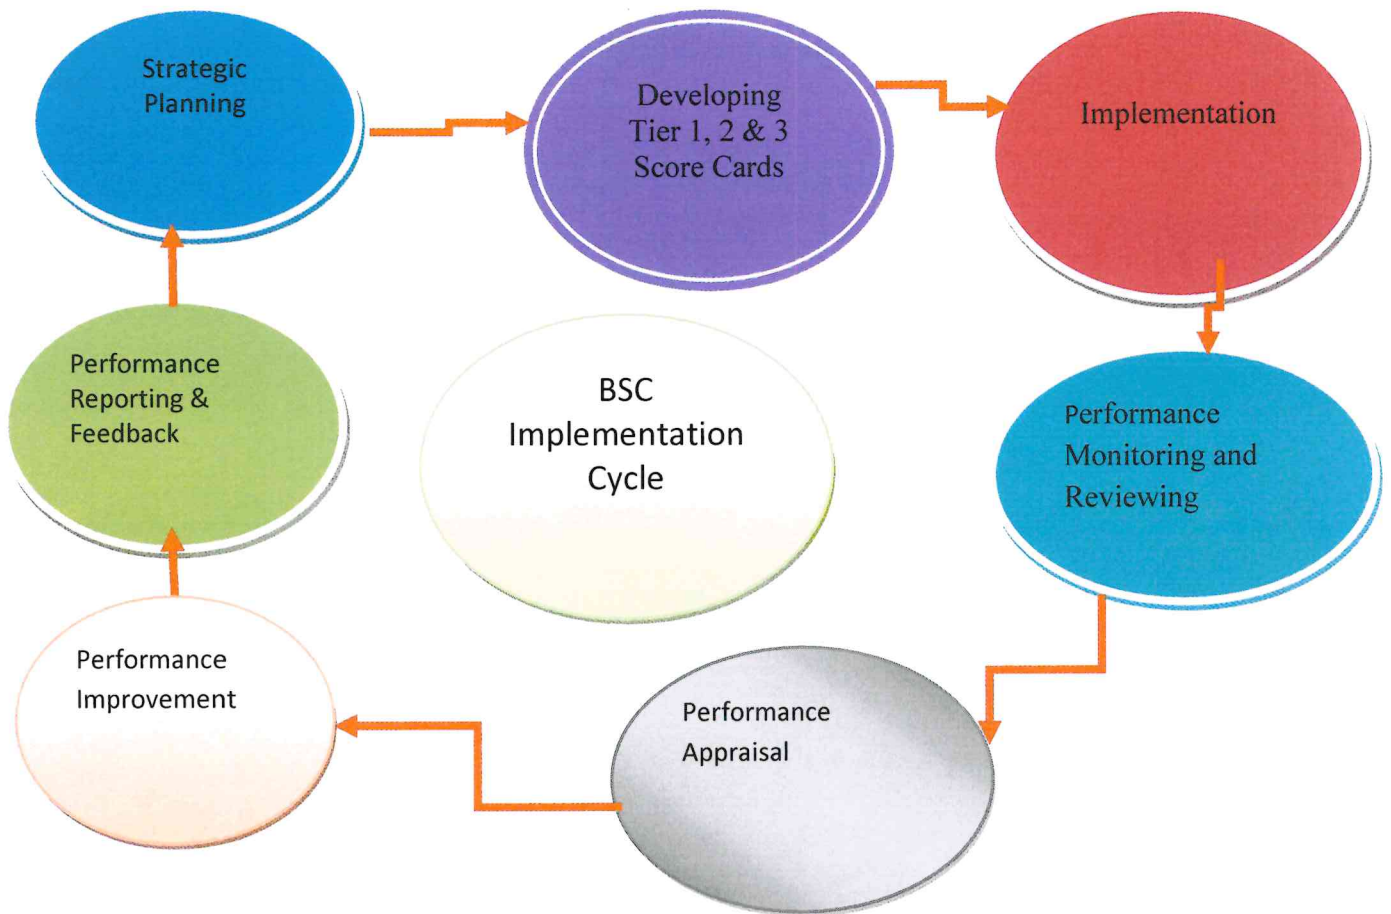 Strategic
Planning
Developing
Tier 1, 2 & 3
Score Cards
Implementation
Performance
Reporting &
Feedback
BSC
Implementation
Cycle
Performance
Monitoring and
Reviewing
Performance
Improvement
Performance
Appraisal